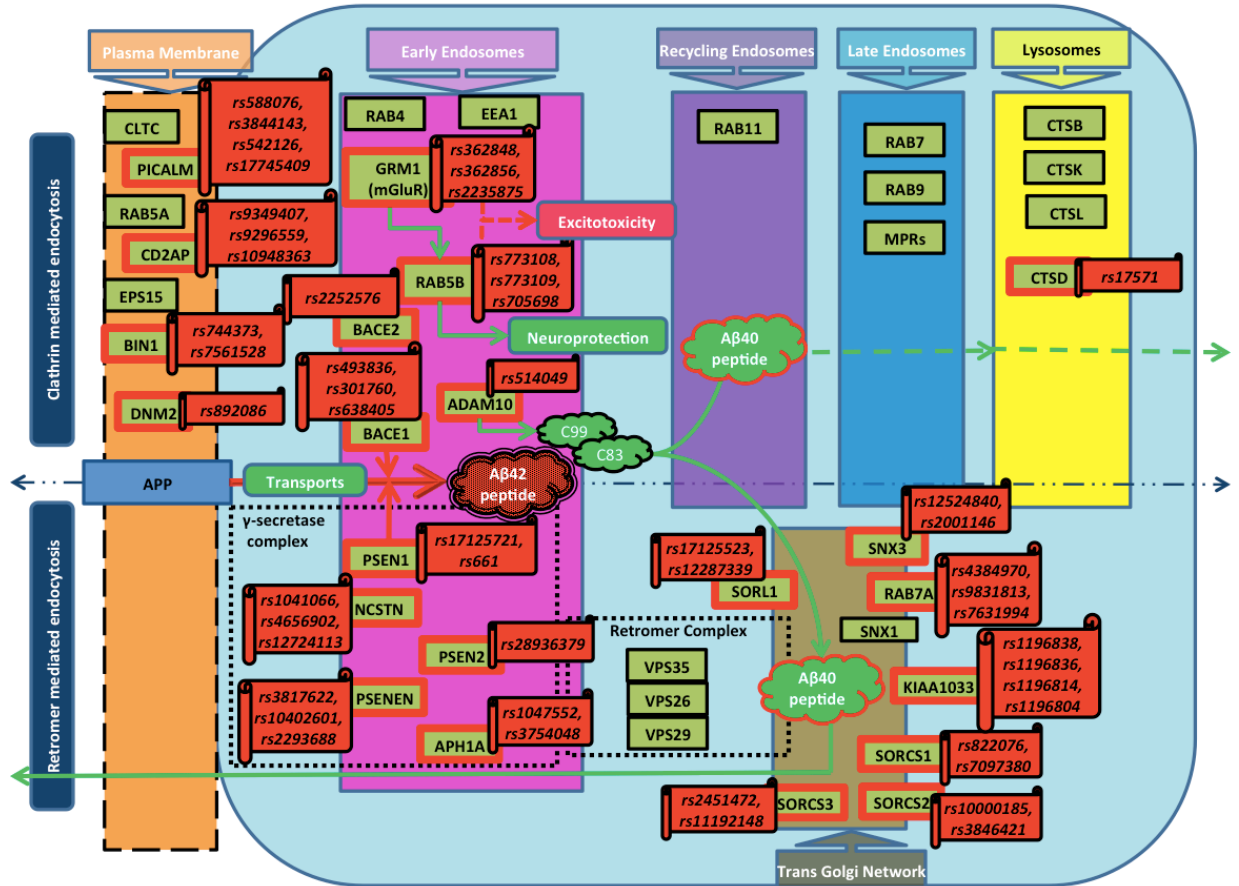 Plasma Membrane
Early Endosomes
Recycling Endosomes
Late Endosomes
Lysosomes
Clathrin mediated endocytosis
Retromer mediated endocytosis
CLTC
PICALM
rs588076,
rs3844143,
rs542126,
rs17745409
RAB5A
CD2AP
rs9349407,
rs9296559,
rs10948363
EPS15
BIN1
rs744373,
rs7561528
DNM2
rs892086
RAB4
EEA1
GRM1
(mGluR)
rs362848,
rs362856,
rs2235875
Excitotoxicity
RAB5B
rs773108,
rs773109,
rs705698
rs2252576
BACE2
Neuroprotection
rs493836,
rs301760,
rs638405
BACE1
rs514049
ADAM10
C99
C83
RAB11
Aβ40
peptide
RAB7
RAB9
MPRs
CTSB
CTSK
CTSL
CTSD
rs17571
APP
Transports
Aβ42
peptide
γ-secretase
complex
PSEN1
rs17125721,
rs661
rs1041066,
rs4656902,
rs12724113
NCSTN
PSEN2
rs28936379
rs3817622,
rs10402601,
rs2293688
PSENEN
APH1A
rs1047552,
rs3754048
Retromer Complex
VPS35
VPS26
VPS29
rs17125523,
rs12287339
SORL1
rs12524840,
rs2001146
SNX3
RAB7A
rs4384970,
rs9831813,
rs7631994
SNX1
Aβ40
peptide
KIAA1033
rs1196838,
rs1196836,
rs1196814,
rs1196804
SORCS1
rs822076,
rs7097380
rs2451472,
rs11192148
SORCS3
SORCS2
rs10000185,
rs3846421
Trans Golgi Network